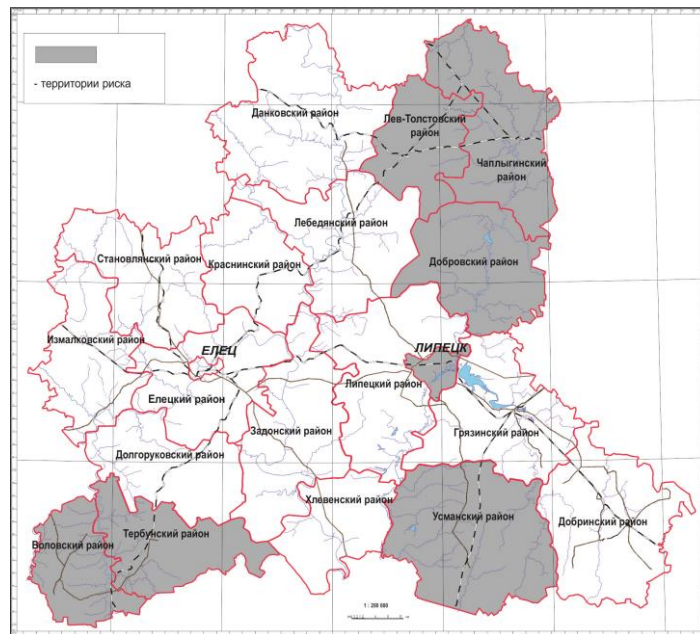 - территории риска
Данковский район
Лев-Толстовский
район
Чаплыгинский
район
Лебедянский район
Становлянский район
Краснинский район
Добровский район
Измалковский район
ЕЛЕЦ
ЛИПЕЦК
Липецкий район
Елецкий район
Задонский район
Грязинский район
Долгоруковский район
Хлевенский район
Усманский район
Добринский район
Воловский район
Тербунский район
1 : 200 000